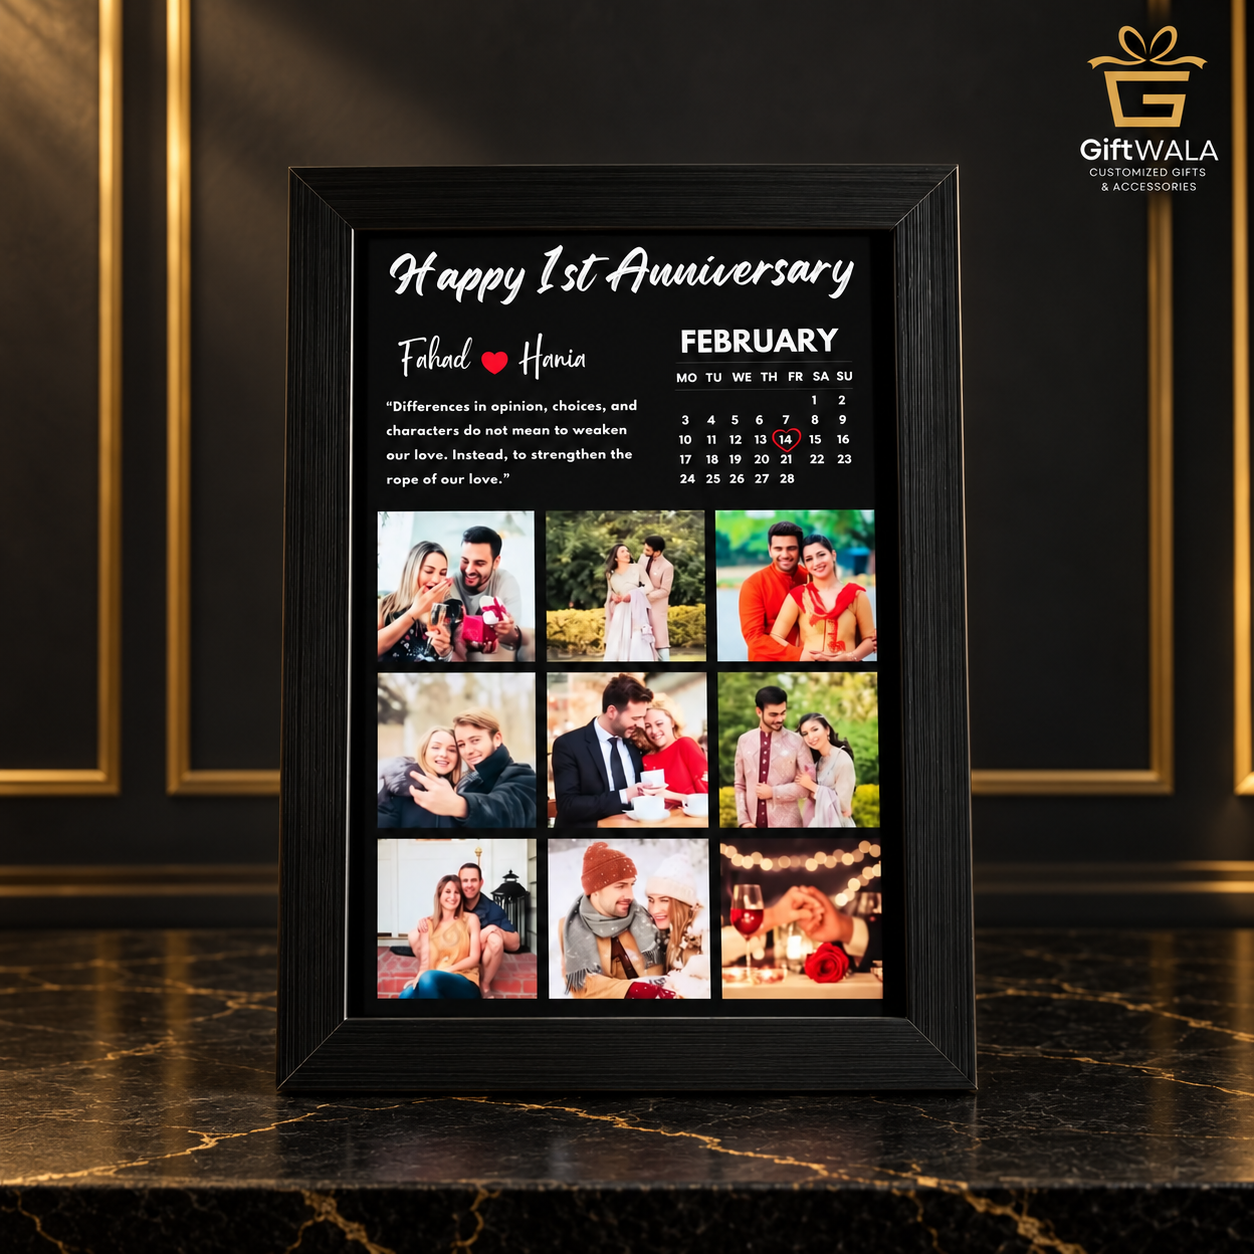 GiftWALA
CUSTOMIZED GIFTS
& ACCESSORIES
Happy 1st Anniversary
Fahad Hania
“Differences in opinion, choices, and
characters do not mean to weaken
our love. Instead, to strengthen the
rope of our love.”
FEBRUARY
MO TU WE TH FR SA SU
1 2
3 4 5 6 7 8 9
10 11 12 13 14 15 16
17 18 19 20 21 22 23
24 25 26 27 28